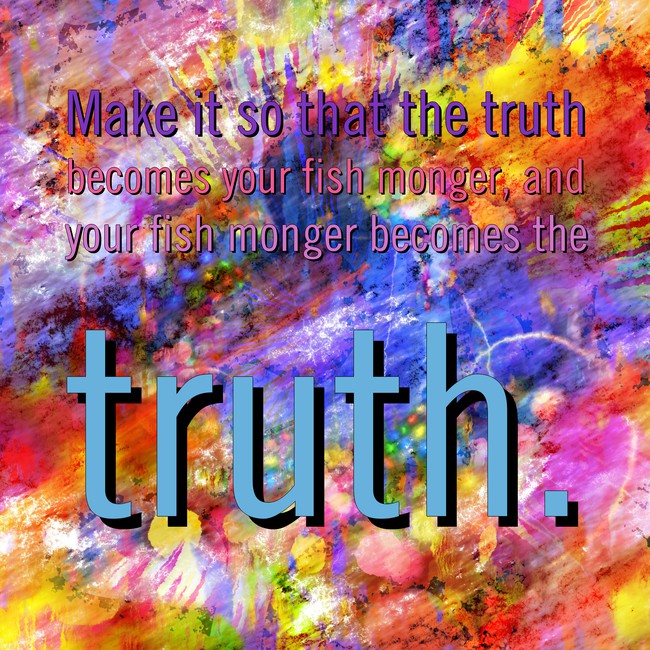 Make it so that the truth
becomes your fish monger, and
your fish monger becomes the
truth.